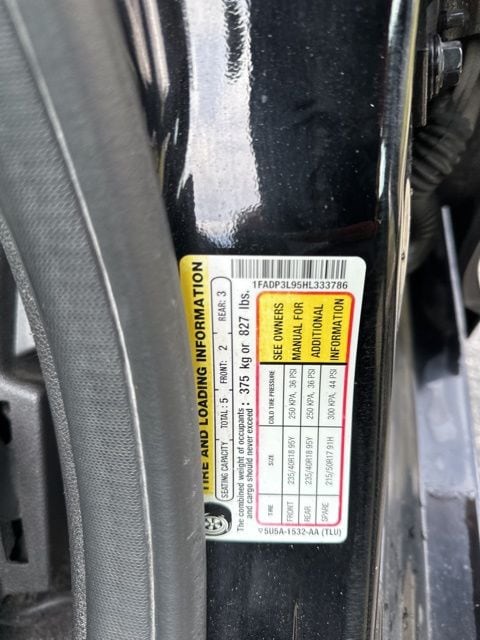 1FADP3L95HL333786
TIRE AND LOADING INFORMATION
SEATING CAPACITY TOTAL: 5 FRONT: 2 REAR: 3
The combined weight of occupants
and cargo should never exceed : 375 kg or 827 lbs.
TIRE SIZE COLD TIRE PRESSURE
FRONT 235/40R18 95Y 250 KPA, 36 PSI
REAR 235/40R18 95Y 250 KPA, 36 PSI
SPARE 215/50R17 91H 300 KPA, 44 PSI
SEE OWNERS
MANUAL FOR
ADDITIONAL
INFORMATION
5U5A-1532-AA (TLU)